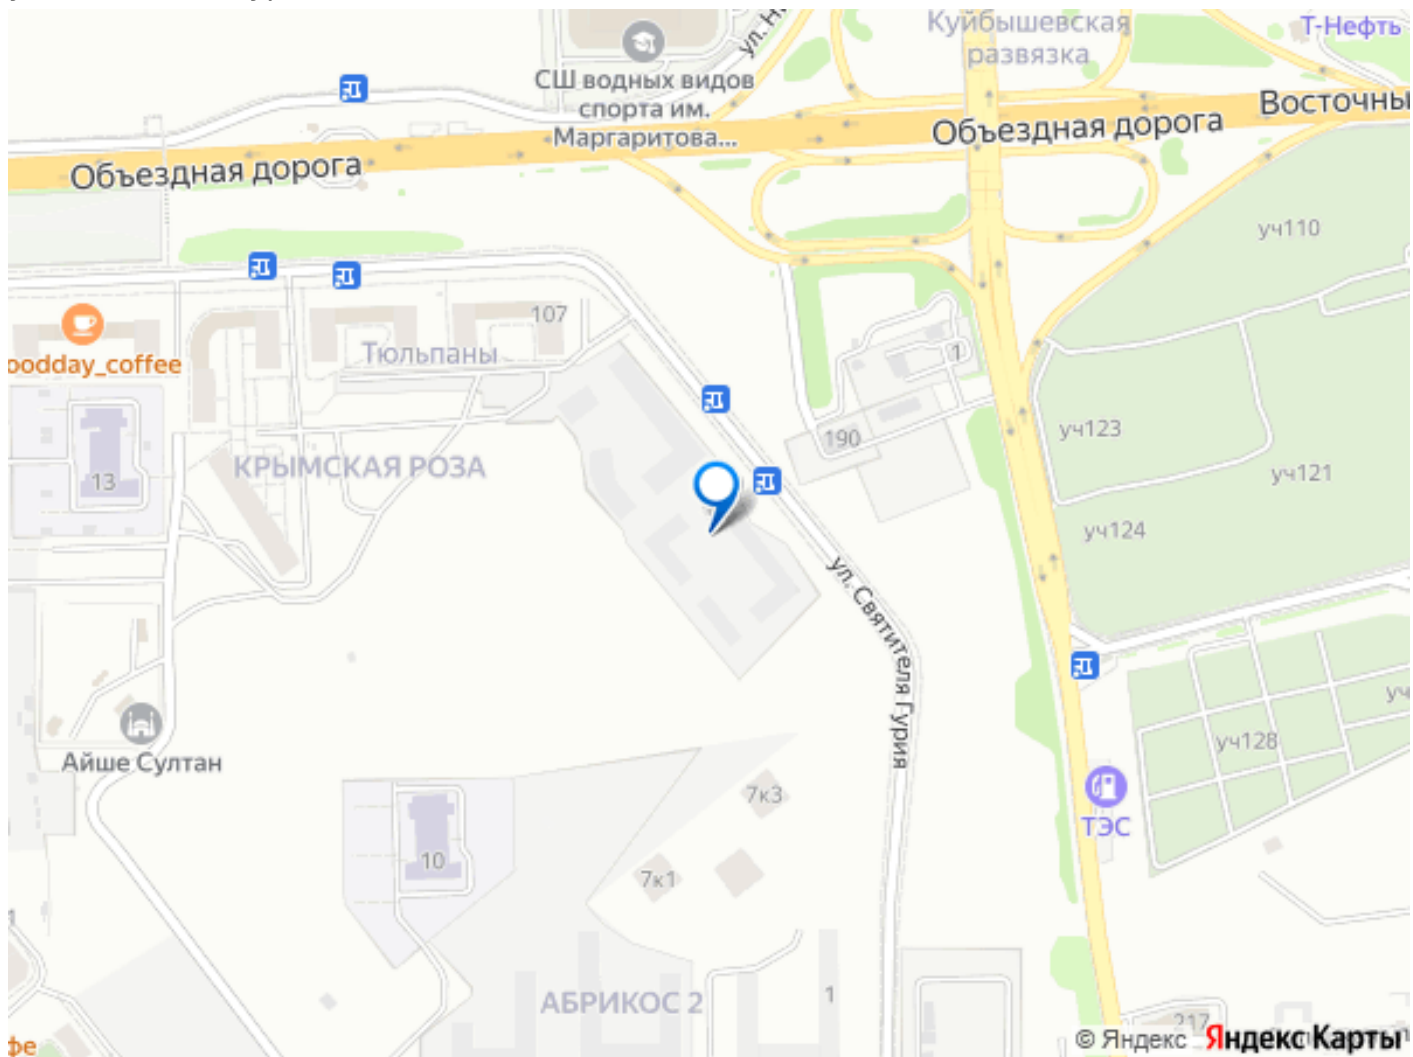 Куйбышевская
развязка
Т-Нефть
СШ водных видов
спорта им.
Маргаритова...
Объездная дорога
Восточны
Объездная дорога
уч110
107
Тюльпаны
oodday_coffee
1
190
уч123
КРЫМСКАЯ РОЗА
13
уч121
уч124
ул. Святителя Гурия
Айше Султан
уч128
7к3
ТЭС
10
7к1
АБРИКОС 2
1
217
фе
© Яндекс Яндекс Карты